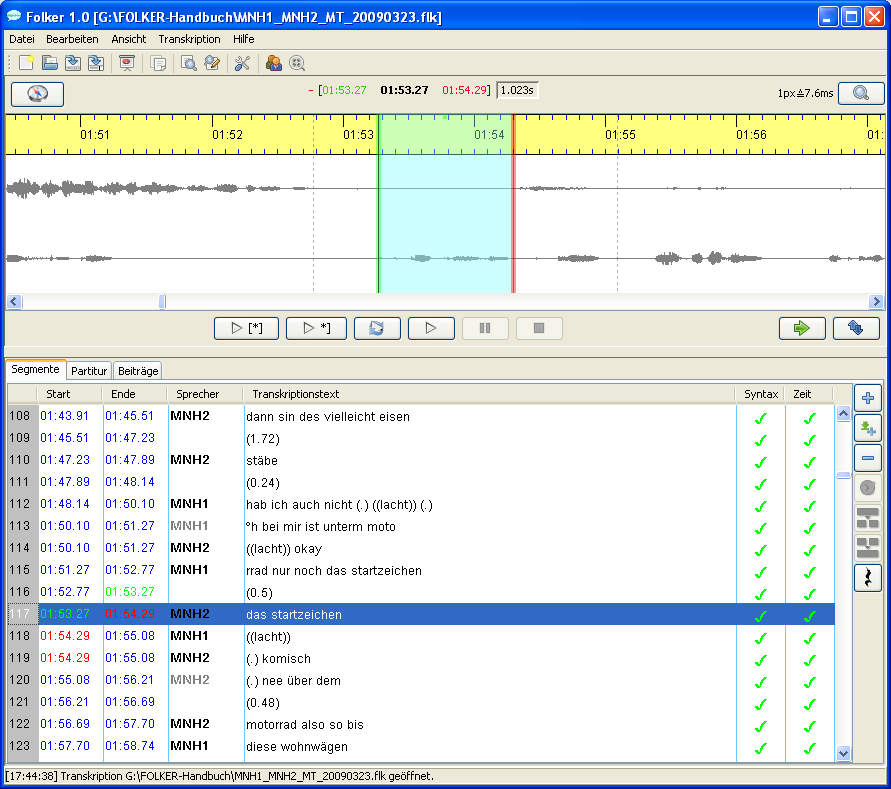 Folker 1.0 [G:\FOLKER-Handbuch\MNH1_MNH2_MT_20090323.flk]
Datei Bearbeiten Ansicht Transkription Hilfe
- [01:53.27 01:53.27 01:54.29] 1.023s 1px≙7.6ms
01:51 01:52 01:53 01:54 01:55 01:56 01:
[*] *]
Segmente Partitur Beiträge
Start Ende Sprecher Transkriptionstext Syntax Zeit
108 01:43.91 01:45.51 MNH2 dann sin des vielleicht eisen
109 01:45.51 01:47.23 (1.72)
110 01:47.23 01:47.89 MNH2 stäbe
111 01:47.89 01:48.14 (0.24)
112 01:48.14 01:50.10 MNH1 hab ich auch nicht (.) ((lacht)) (.)
113 01:50.10 01:51.27 MNH1 °h bei mir ist unterm moto
114 01:50.10 01:51.27 MNH2 ((lacht)) okay
115 01:51.27 01:52.77 MNH1 rrad nur noch das startzeichen
116 01:52.77 01:53.27 (0.5)
117 01:53.27 01:54.29 MNH2 das startzeichen
118 01:54.29 01:55.08 MNH1 ((lacht))
119 01:54.29 01:55.08 MNH2 (.) komisch
120 01:55.08 01:56.21 MNH2 (.) nee über dem
121 01:56.21 01:56.69 (0.48)
122 01:56.69 01:57.70 MNH2 motorrad also so bis
123 01:57.70 01:58.74 MNH1 diese wohnwägen
[17:44:38] Transkription G:\FOLKER-Handbuch\MNH1_MNH2_MT_20090323.flk geöffnet.